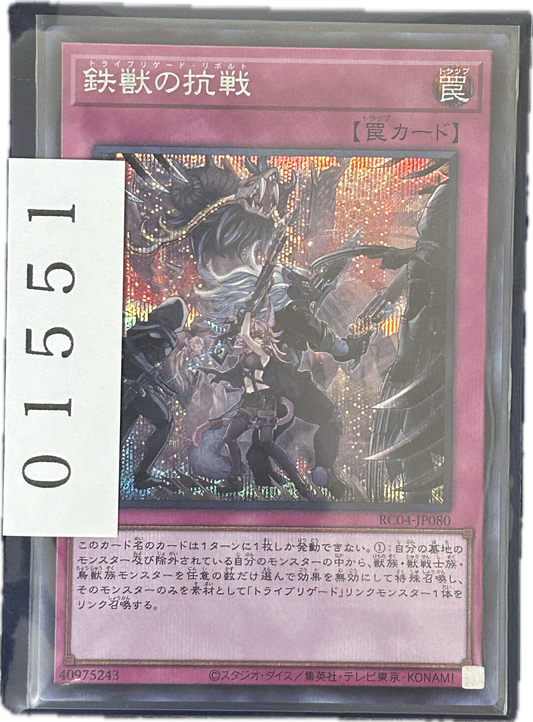 トライブリゲード・リボルト
鉄獣の抗戦
トラップ
罠
トラップ
【罠カード】
01551
RC04-JP080
このカード名のカードは1ターンに1枚しか発動できない。①：自分の墓地の
モンスター及び除外されている自分のモンスターの中から、獣族・獣戦士族・
鳥獣族モンスターを任意の数だけ選んで効果を無効にして特殊召喚し、
そのモンスターのみを素材として「トライブリゲード」リンクモンスター1体を
リンク召喚する。
40975243
©スタジオ・ダイス／集英社・テレビ東京・KONAMI